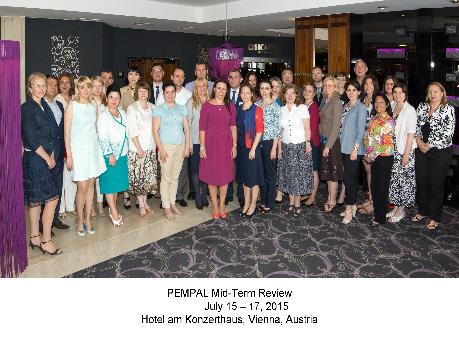 PEMPAL Mid-Term Review
July 15 – 17, 2015
Hotel am Konzerthaus, Vienna, Austria